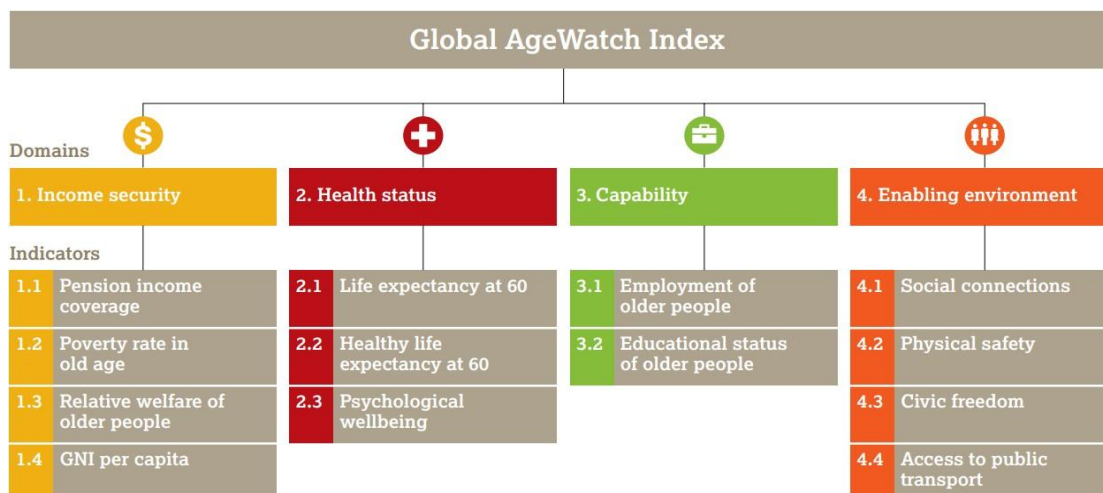 Global AgeWatch Index
$
Domains
1. Income security
2. Health status
3. Capability
4. Enabling environment
Indicators
1.1 Pension income
coverage
1.2 Poverty rate in
old age
1.3 Relative welfare of
older people
1.4 GNI per capita
2.1 Life expectancy at 60
2.2 Healthy life
expectancy at 60
2.3 Psychological
wellbeing
3.1 Employment of
older people
3.2 Educational status
of older people
4.1 Social connections
4.2 Physical safety
4.3 Civic freedom
4.4 Access to public
transport